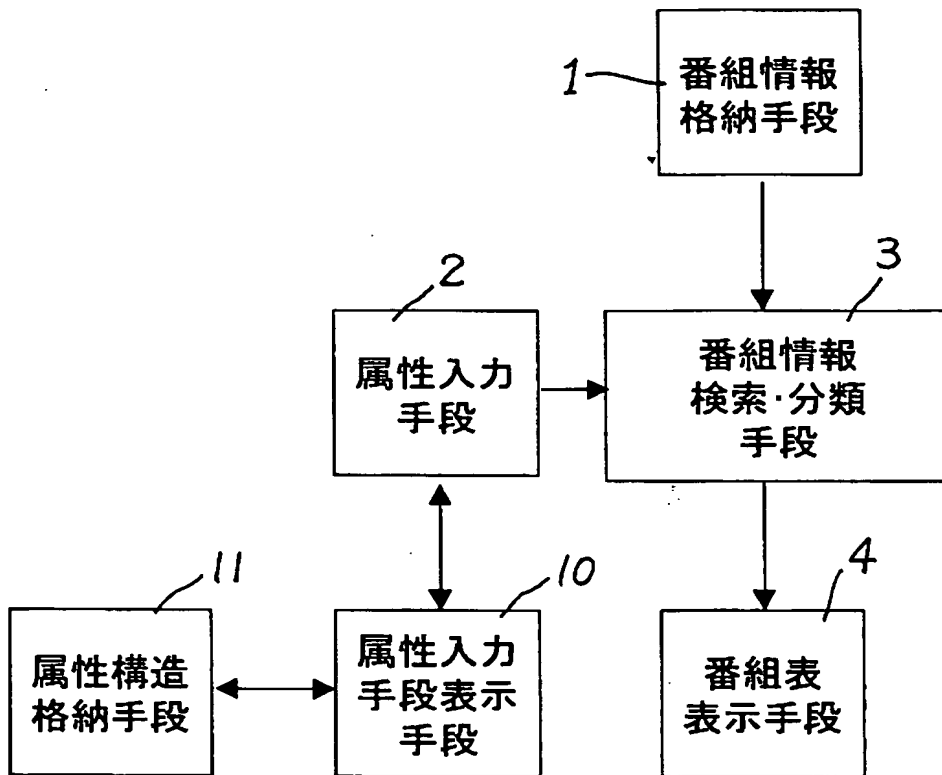 1
番組情報
格納手段
2
属性入力
手段
3
番組情報
検索・分類
手段
11
属性構造
格納手段
10
属性入力
手段表示
手段
4
番組表
表示手段